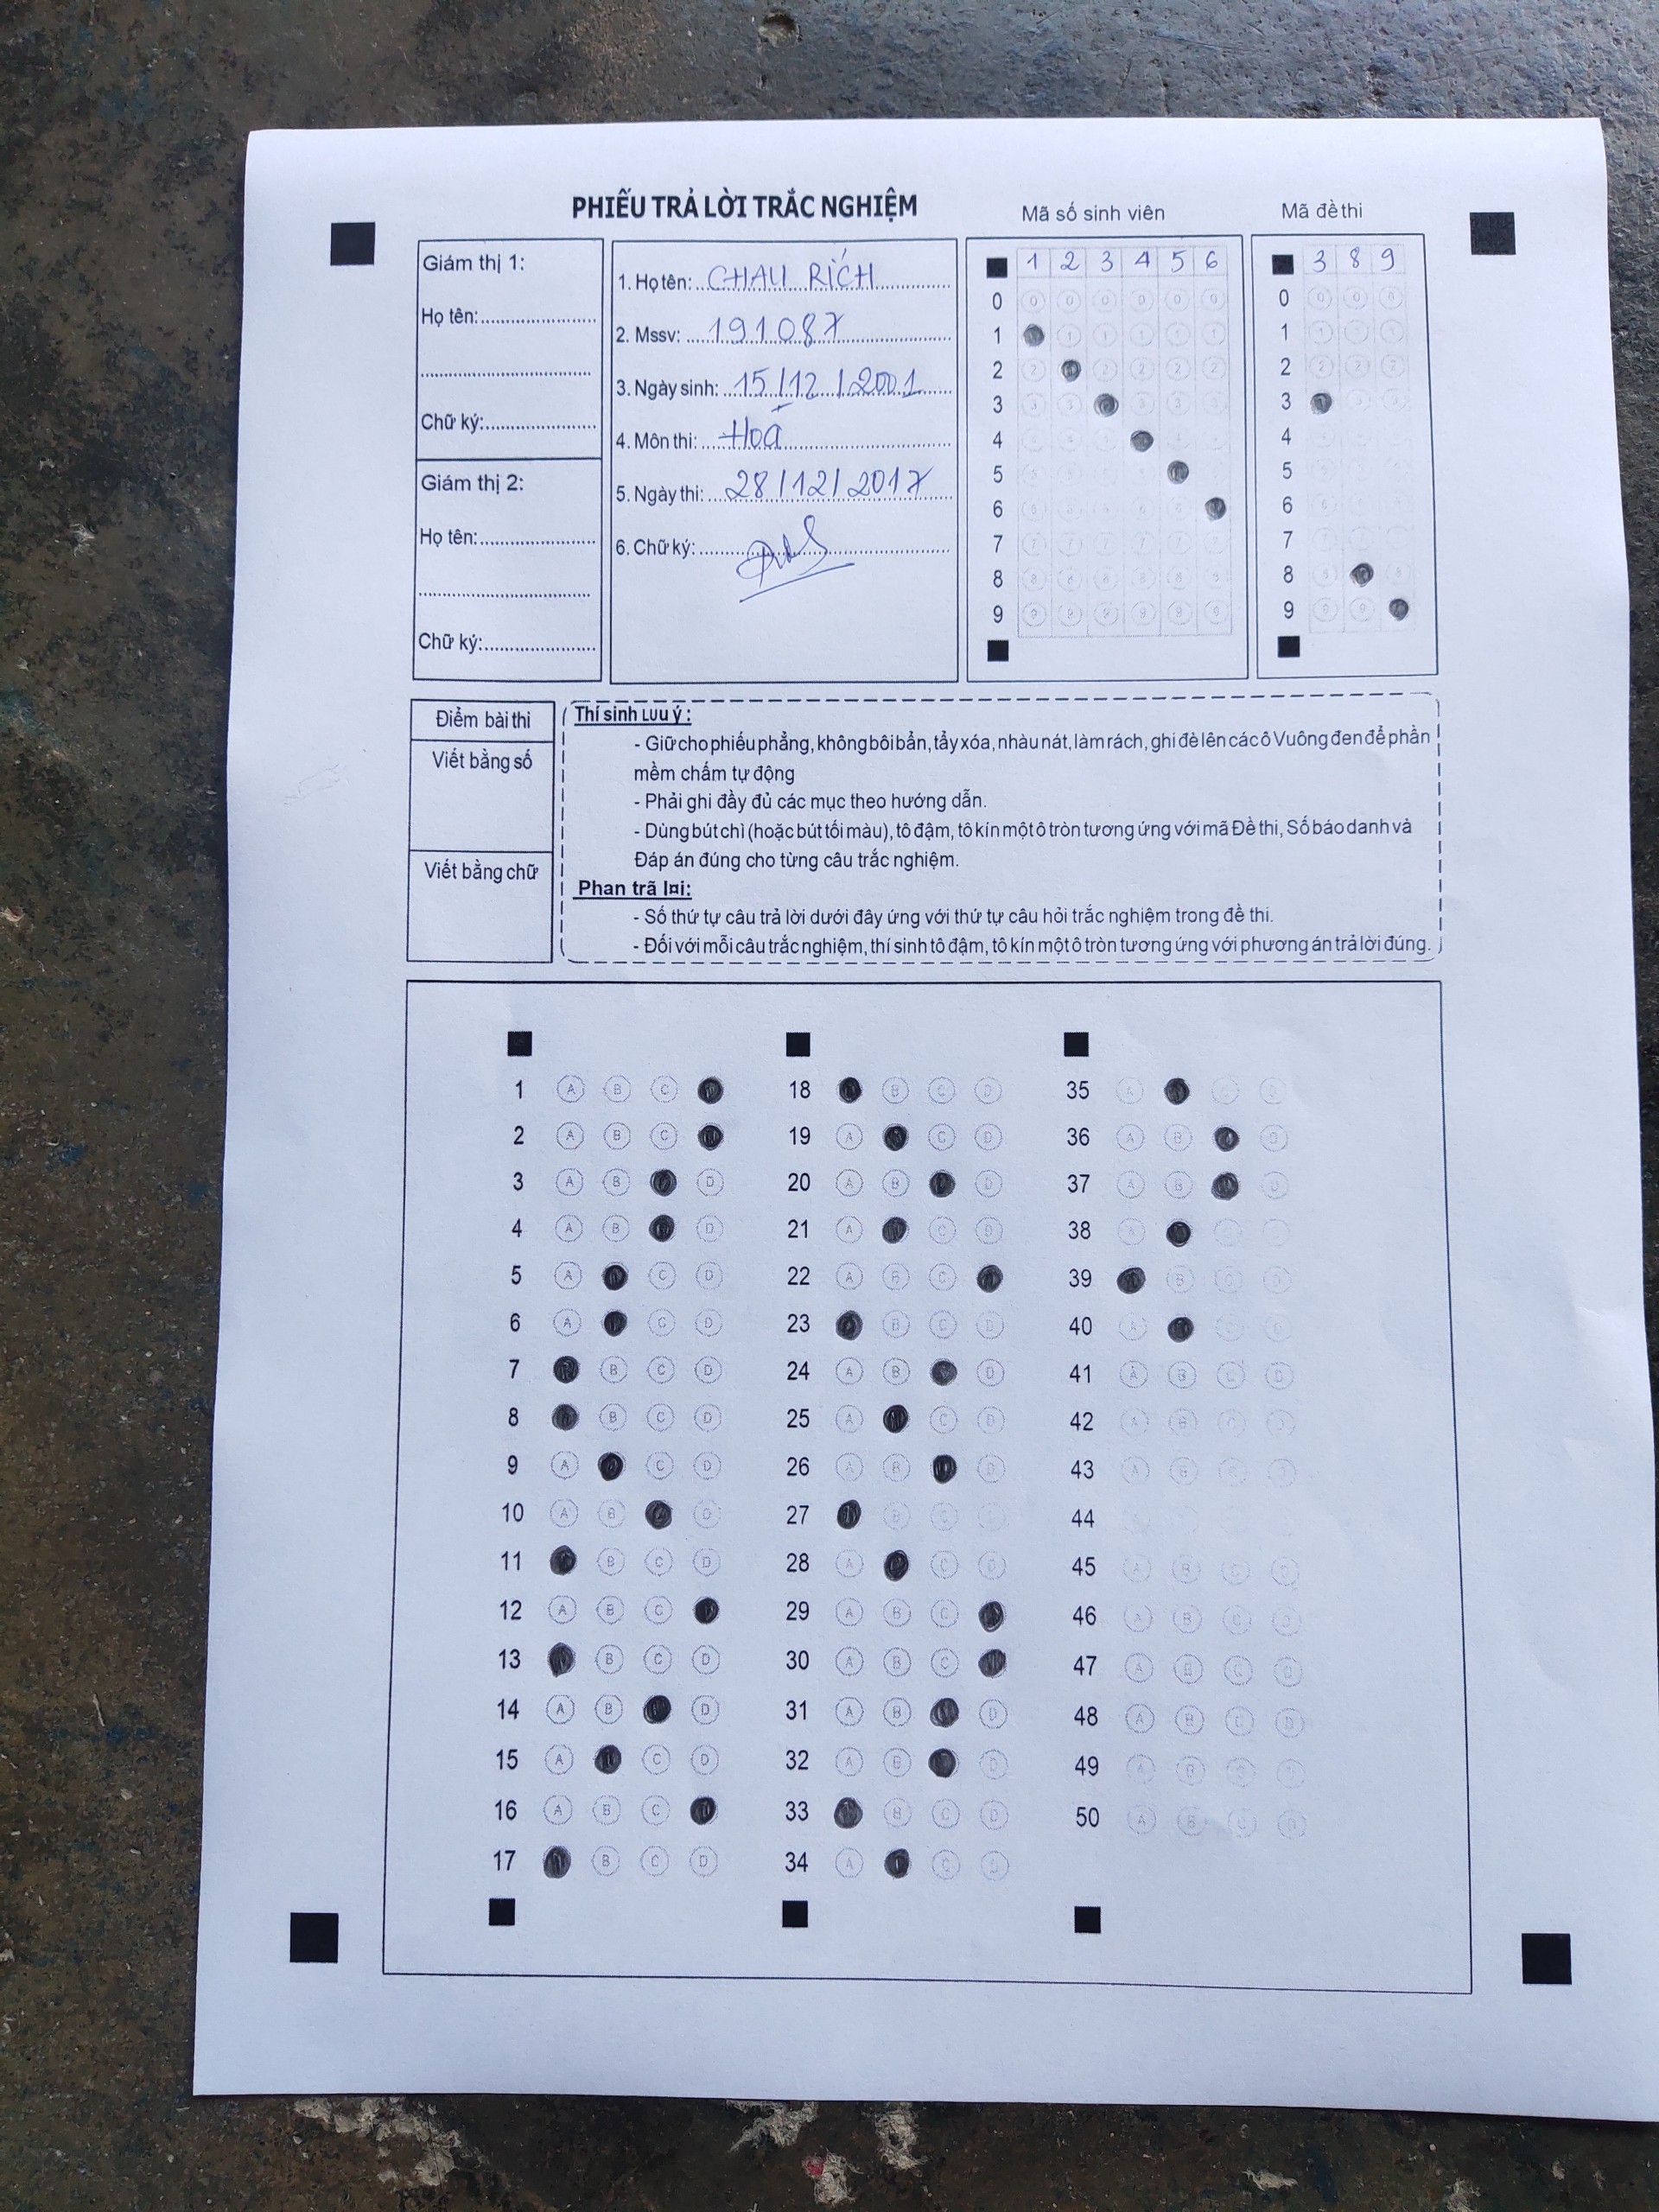 PHIẾU TRẢ LỜI TRẮC NGHIỆM
Giám thị 1:
Họ tên:
Chữ ký:
Giám thị 2:
Họ tên:
Chữ ký:
1. Họ tên: CHAU RÍCH
2. Mssv: 191087
3. Ngày sinh: 15/12/2001
4. Môn thi: Hoá
5. Ngày thi: 28/12/2017
6. Chữ ký:
Mã số sinh viên
1 2 3 4 5 6
0
1
2
3
4
5
6
7
8
9
Mã đề thi
3 8 9
0
1
2
3
4
5
6
7
8
9
Điểm bài thi
Viết bằng số
Viết bằng chữ
Thí sinh LƯU ý :
- Giữ cho phiếu phẳng, không bôi bẩn, tẩy xóa, nhàu nát, làm rách, ghi đè lên các ô Vuông đen để phần
mềm chấm tự động
- Phải ghi đầy đủ các mục theo hướng dẫn.
- Dùng bút chì (hoặc bút tối màu), tô đậm, tô kín một ô tròn tương ứng với mã Đề thi, Số báo danh và
Đáp án đúng cho từng câu trắc nghiệm.
Phan trã l¤i:
- Số thứ tự câu trả lời dưới đây ứng với thứ tự câu hỏi trắc nghiệm trong đề thi.
- Đối với mỗi câu trắc nghiệm, thí sinh tô đậm, tô kín một ô tròn tương ứng với phương án trả lời đúng.
1 A B C
2 A B C
3 A B D
4 A B D
5 A C D
6 A C D
7 B C D
8 B C D
9 A C D
10 A B D
11 B C D
12 A B C
13 B C D
14 A B D
15 A C D
16 A B C
17 B C D
18 B C D
19 A C D
20 A B D
21 A C D
22 A B C
23 B C D
24 A B D
25 A C D
26 A B D
27 B C
28 A C D
29 A B C
30 A B C
31 A B D
32 A B D
33 B C D
34 A C D
35 A
36 A B D
37 A B D
38 A
39 B C D
40 A D
41 A B C D
42 A B C D
43 A B C D
44
45 A B C D
46 A B C D
47 A B C D
48 A B C D
49 A B C D
50 A B C D